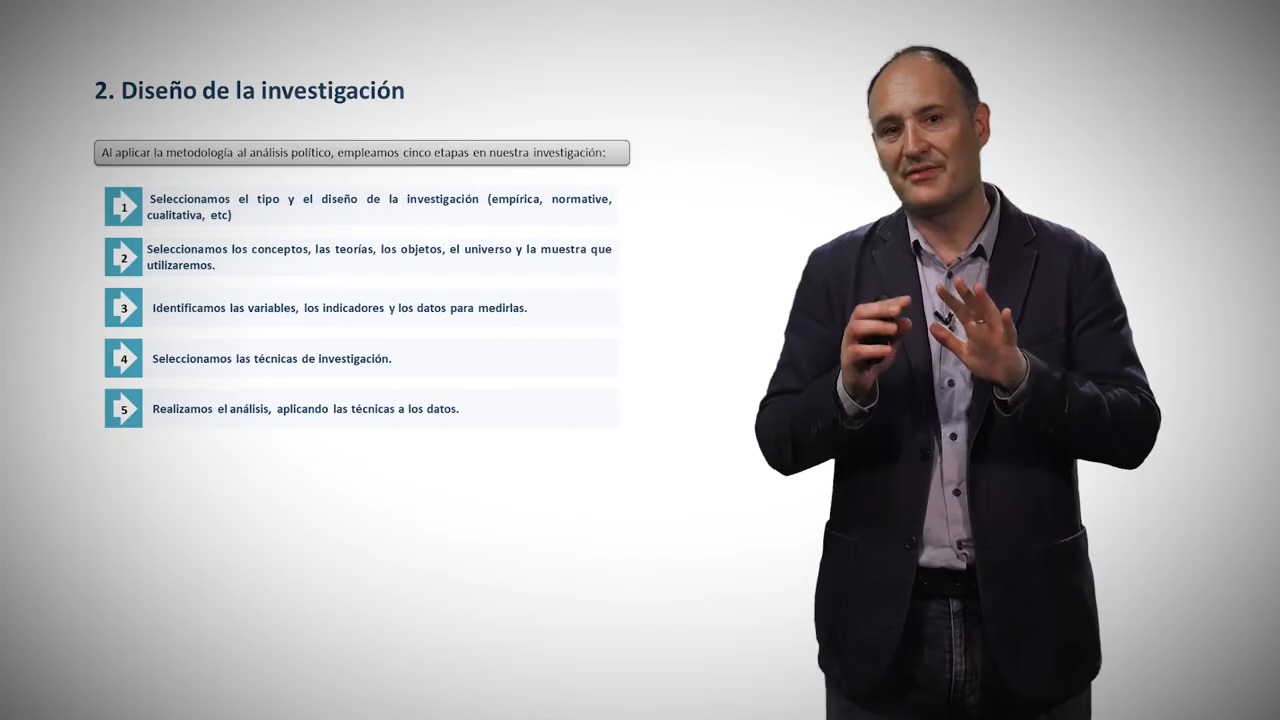 2. Diseño de la investigación
Al aplicar la metodología al análisis político, empleamos cinco etapas en nuestra investigación:
1 Seleccionamos el tipo y el diseño de la investigación (empírica, normative,
cualitativa, etc)
2 Seleccionamos los conceptos, las teorías, los objetos, el universo y la muestra que
utilizaremos.
3 Identificamos las variables, los indicadores y los datos para medirlas.
4 Seleccionamos las técnicas de investigación.
5 Realizamos el análisis, aplicando las técnicas a los datos.